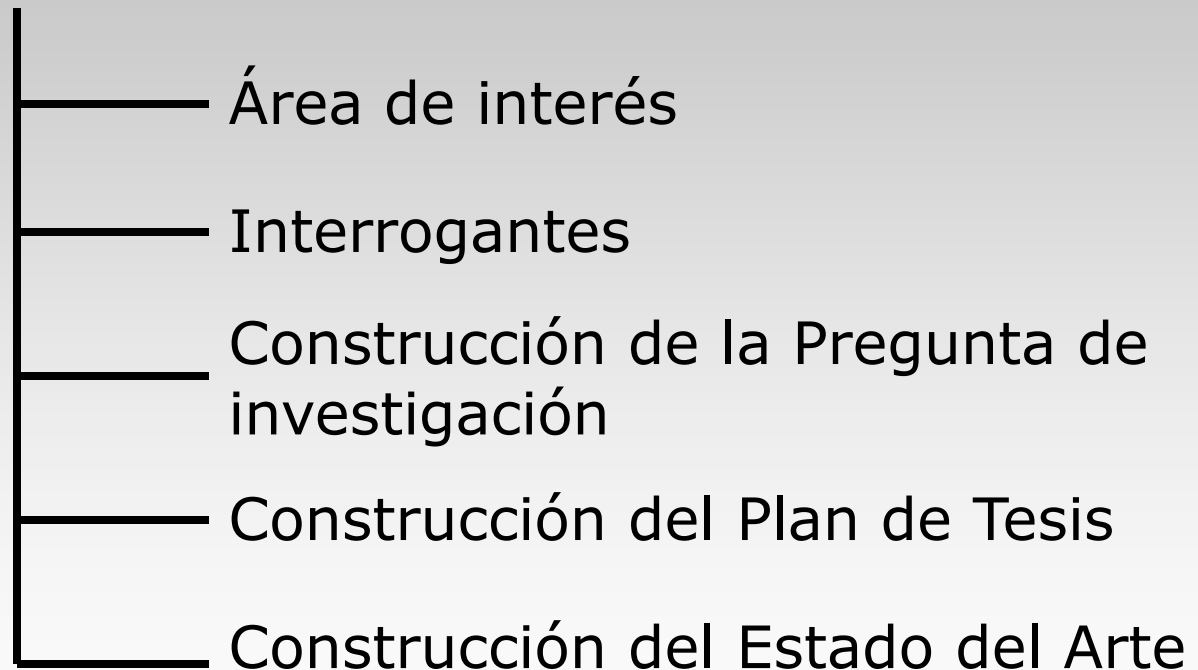 Área de interés
Interrogantes
Construcción de la Pregunta de
investigación
Construcción del Plan de Tesis
Construcción del Estado del Arte